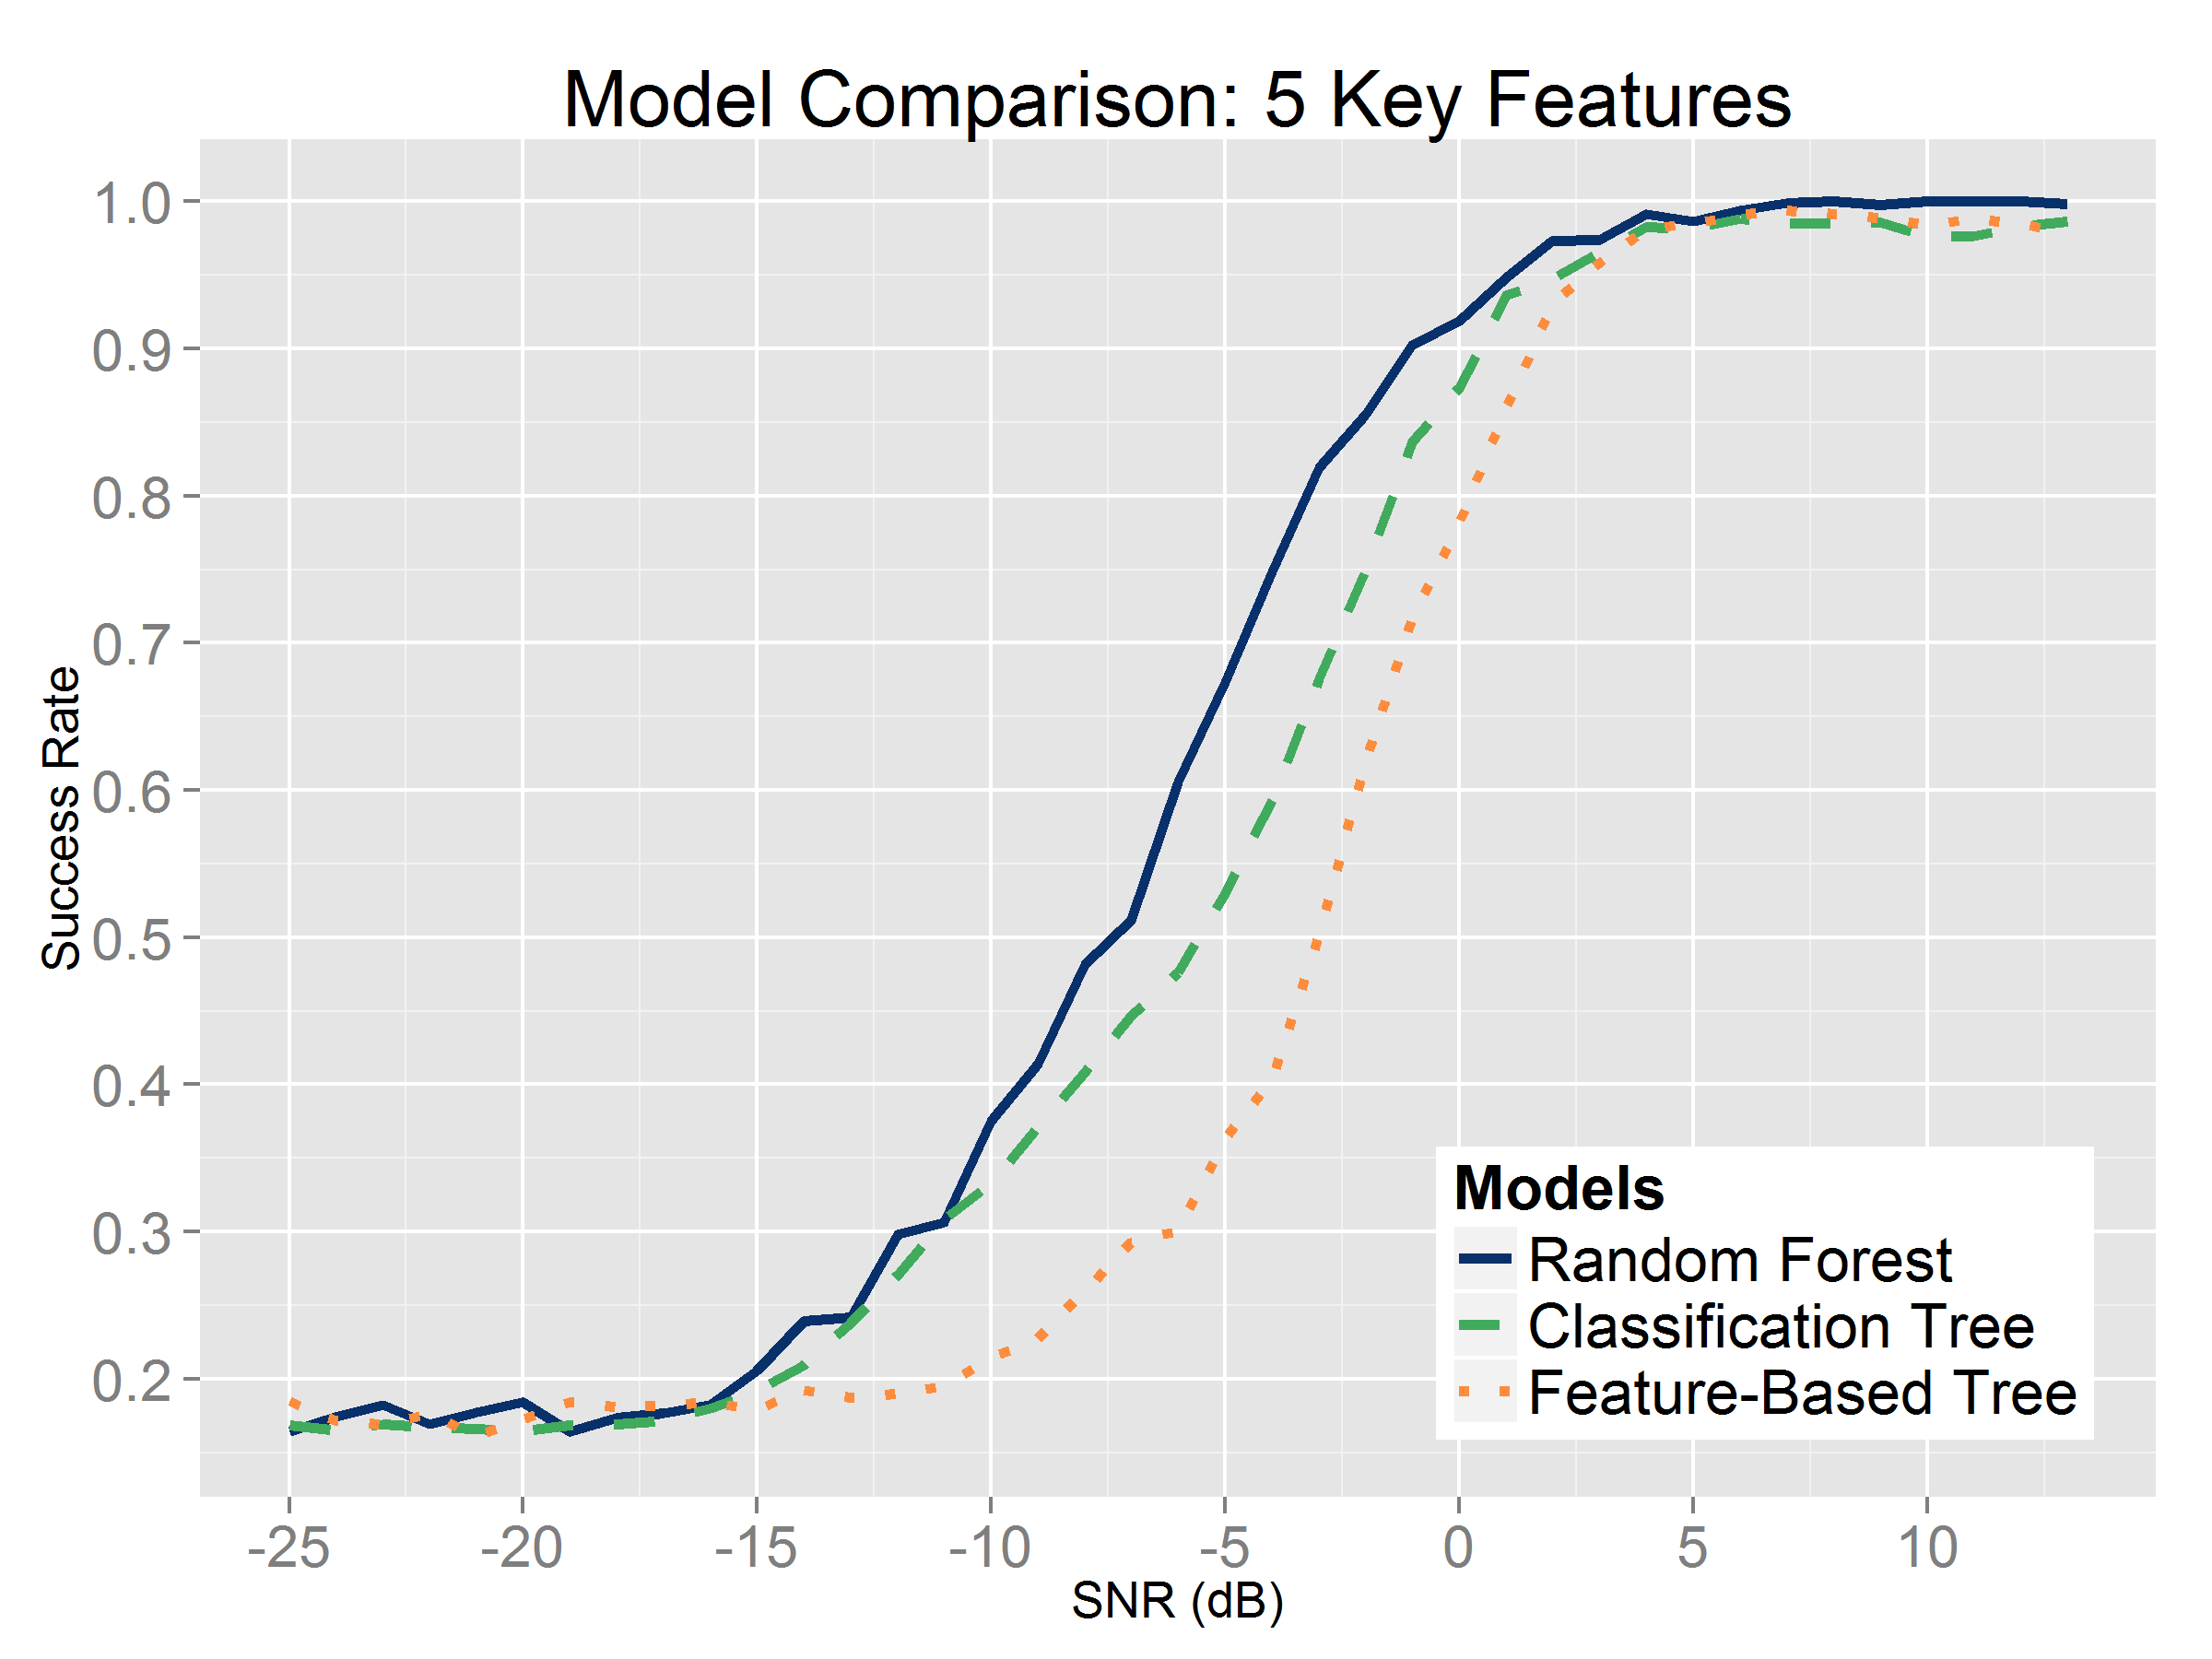 Model Comparison: 5 Key Features
1.0
0.9
0.8
0.7
0.6
0.5
0.4
0.3
0.2
Success Rate
Models
Random Forest
Classification Tree
Feature-Based Tree
-25 -20 -15 -10 -5 0 5 10
SNR (dB)